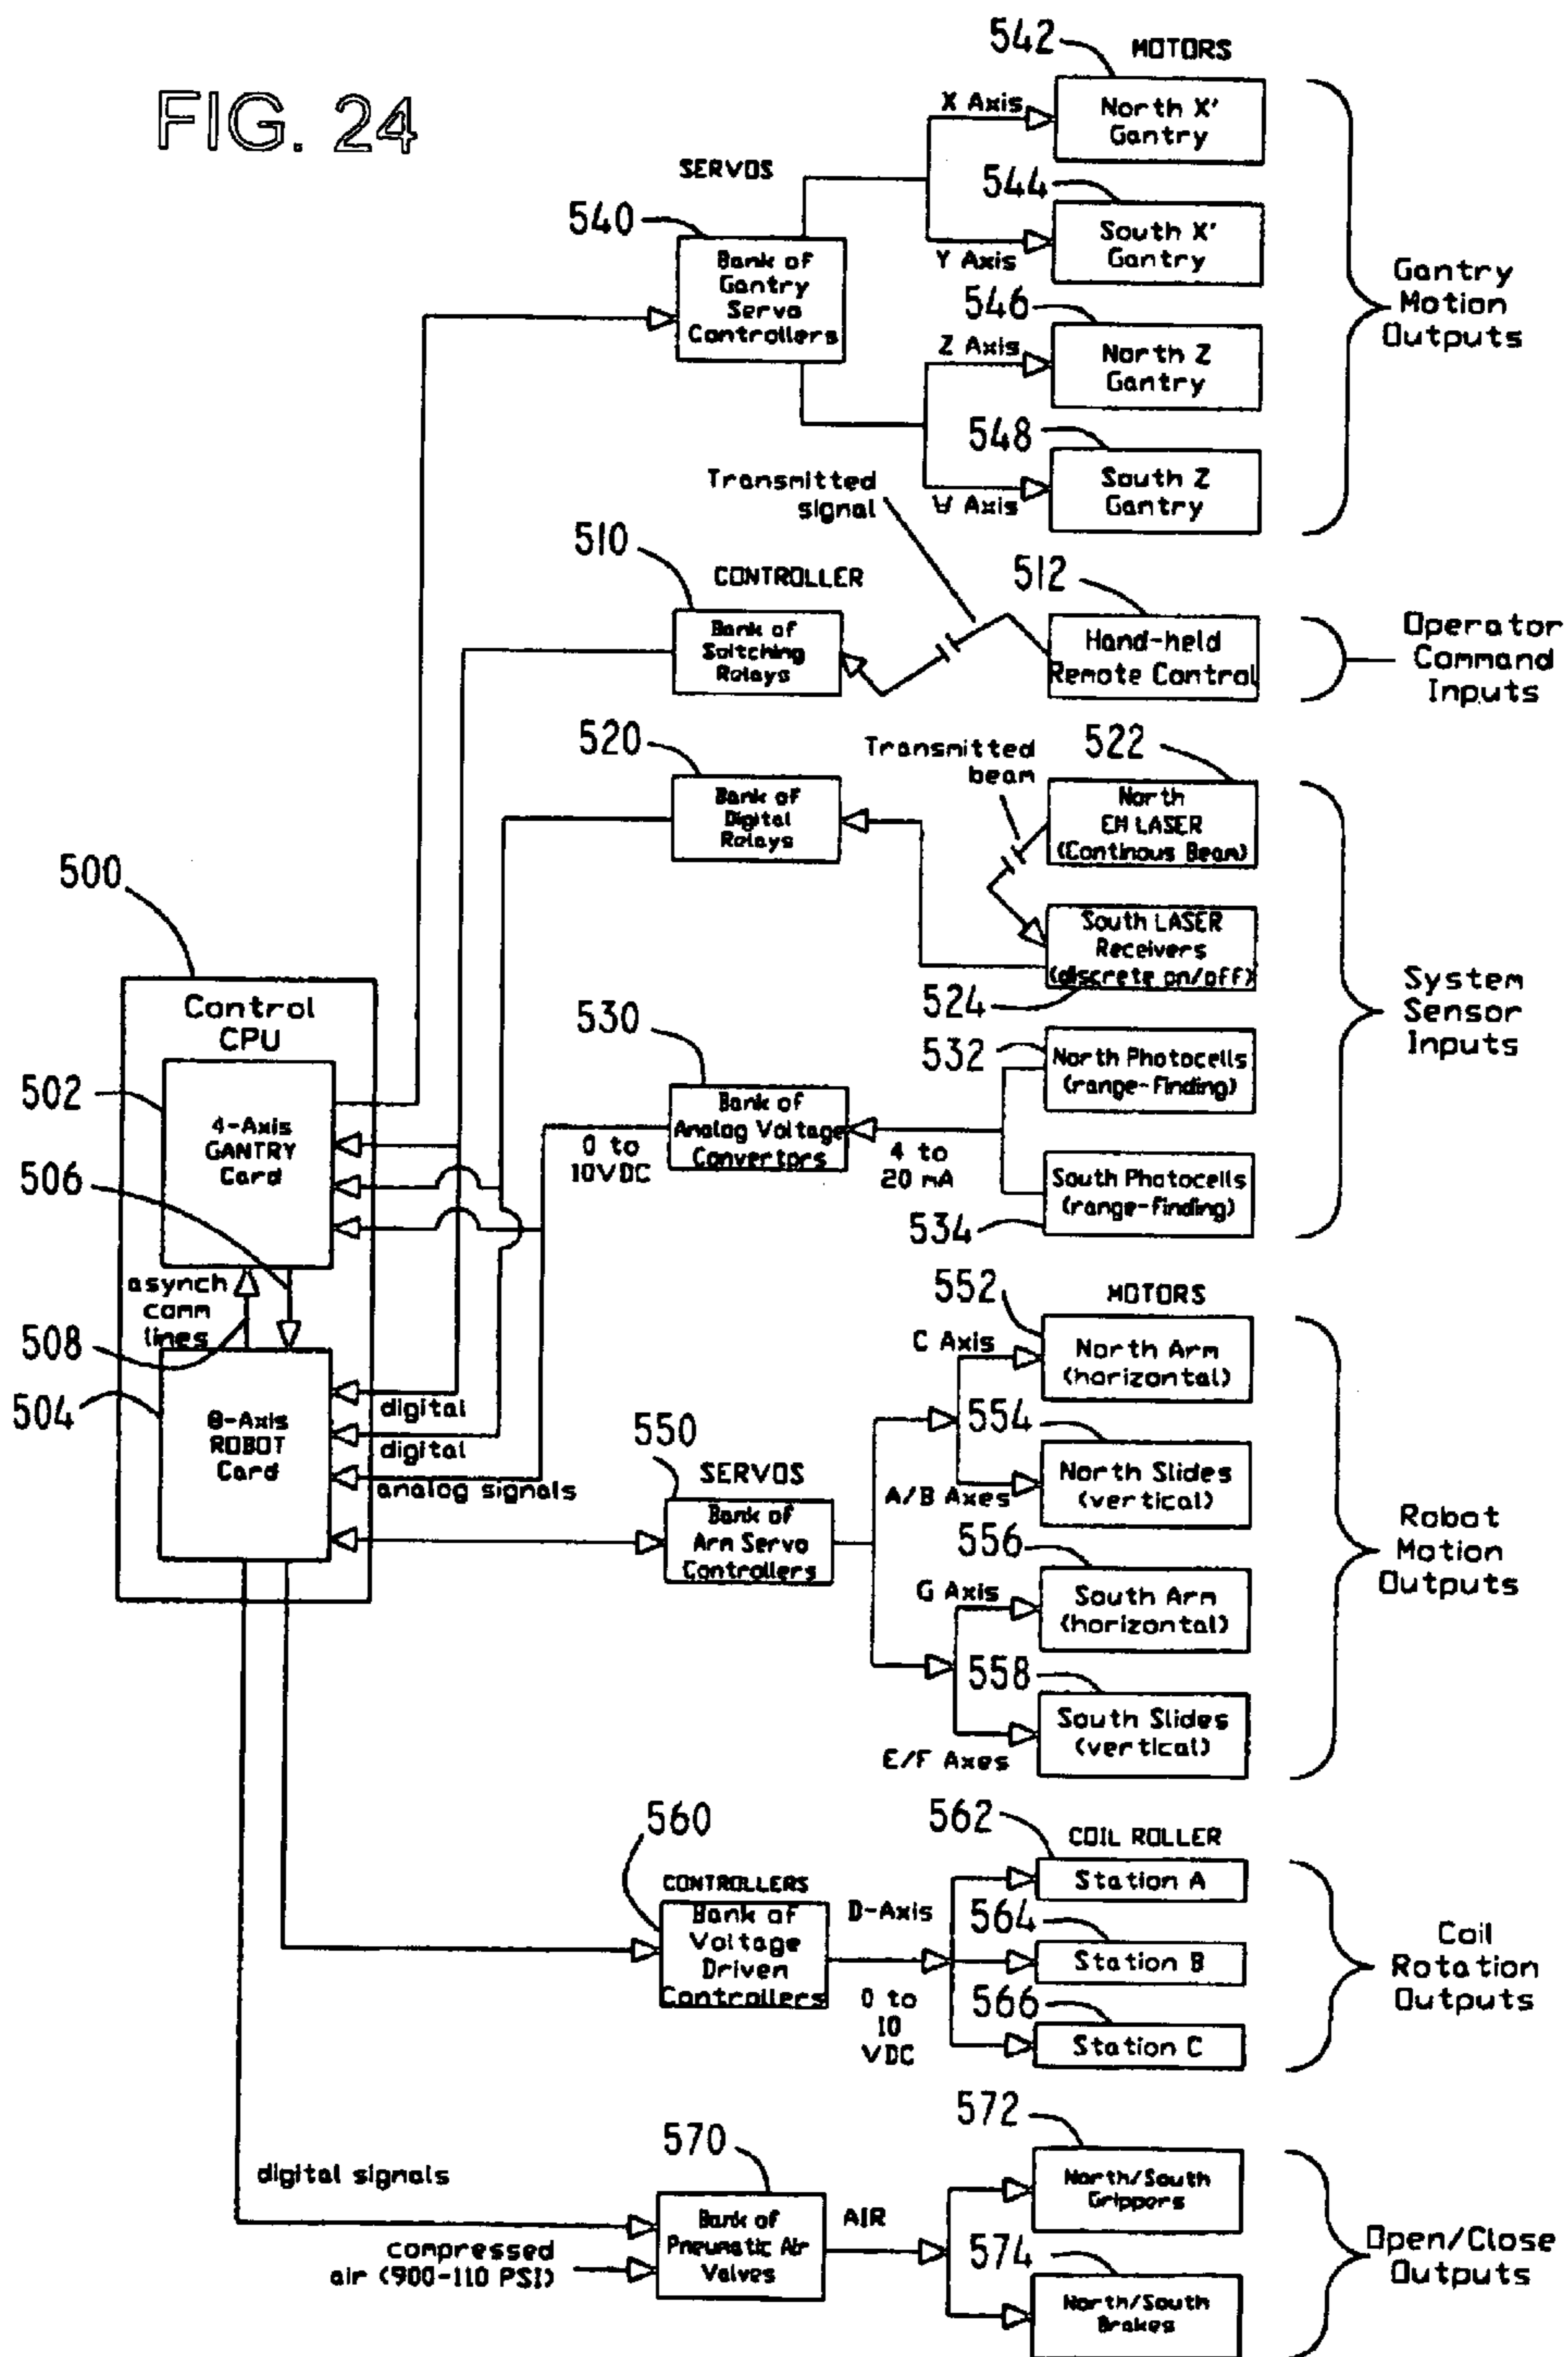 FIG. 24
542
MOTORS
X Axis
North X'
Gantry
SERVOS
544
540
South X'
Gantry
Y Axis
Bank of
Gantry
Servo
Controllers
Gantry
Motion
Outputs
546
Z Axis
North Z
Gantry
548
Transmitted
signal
South Z
Gantry
W Axis
510
CONTROLLER
512
Bank of
Switching
Relays
Hand-held
Remote Control
Operator
Command
Inputs
520
Transmitted
beam
522
Bank of
Digital
Relays
North
EM LASER
(Continous Beam)
500
South LASER
Receivers
(discrete on/off)
524
System
Sensor
Inputs
Control
CPU
530
532
North Photocells
(range-finding)
502
4-Axis
GANTRY
Card
Bank of
Analog Voltage
Convertors
0 to
10VDC
4 to
20 mA
506
South Photocells
(range-finding)
534
asynch
comm
lines
508
552
MOTORS
C Axis
North Arm
(horizontal)
504
8-Axis
ROBOT
Card
digital
digital
analog signals
554
550
SERVOS
A/B Axes
North Slides
(vertical)
Bank of
Arm Servo
Controllers
Robot
Motion
Outputs
556
G Axis
South Arm
(horizontal)
558
South Slides
(vertical)
E/F Axes
560
562
COIL ROLLER
CONTROLLERS
Station A
Bank of
Voltage
Driven
Controllers
D-Axis
564
Station B
Coil
Rotation
Outputs
0 to
10
VDC
566
Station C
572
570
digital signals
North/South
Grippors
Bank of
Pneumatic Air
Valves
AIR
compressed
air (900-110 PSI)
574
Open/Close
Outputs
North/South
Brakes